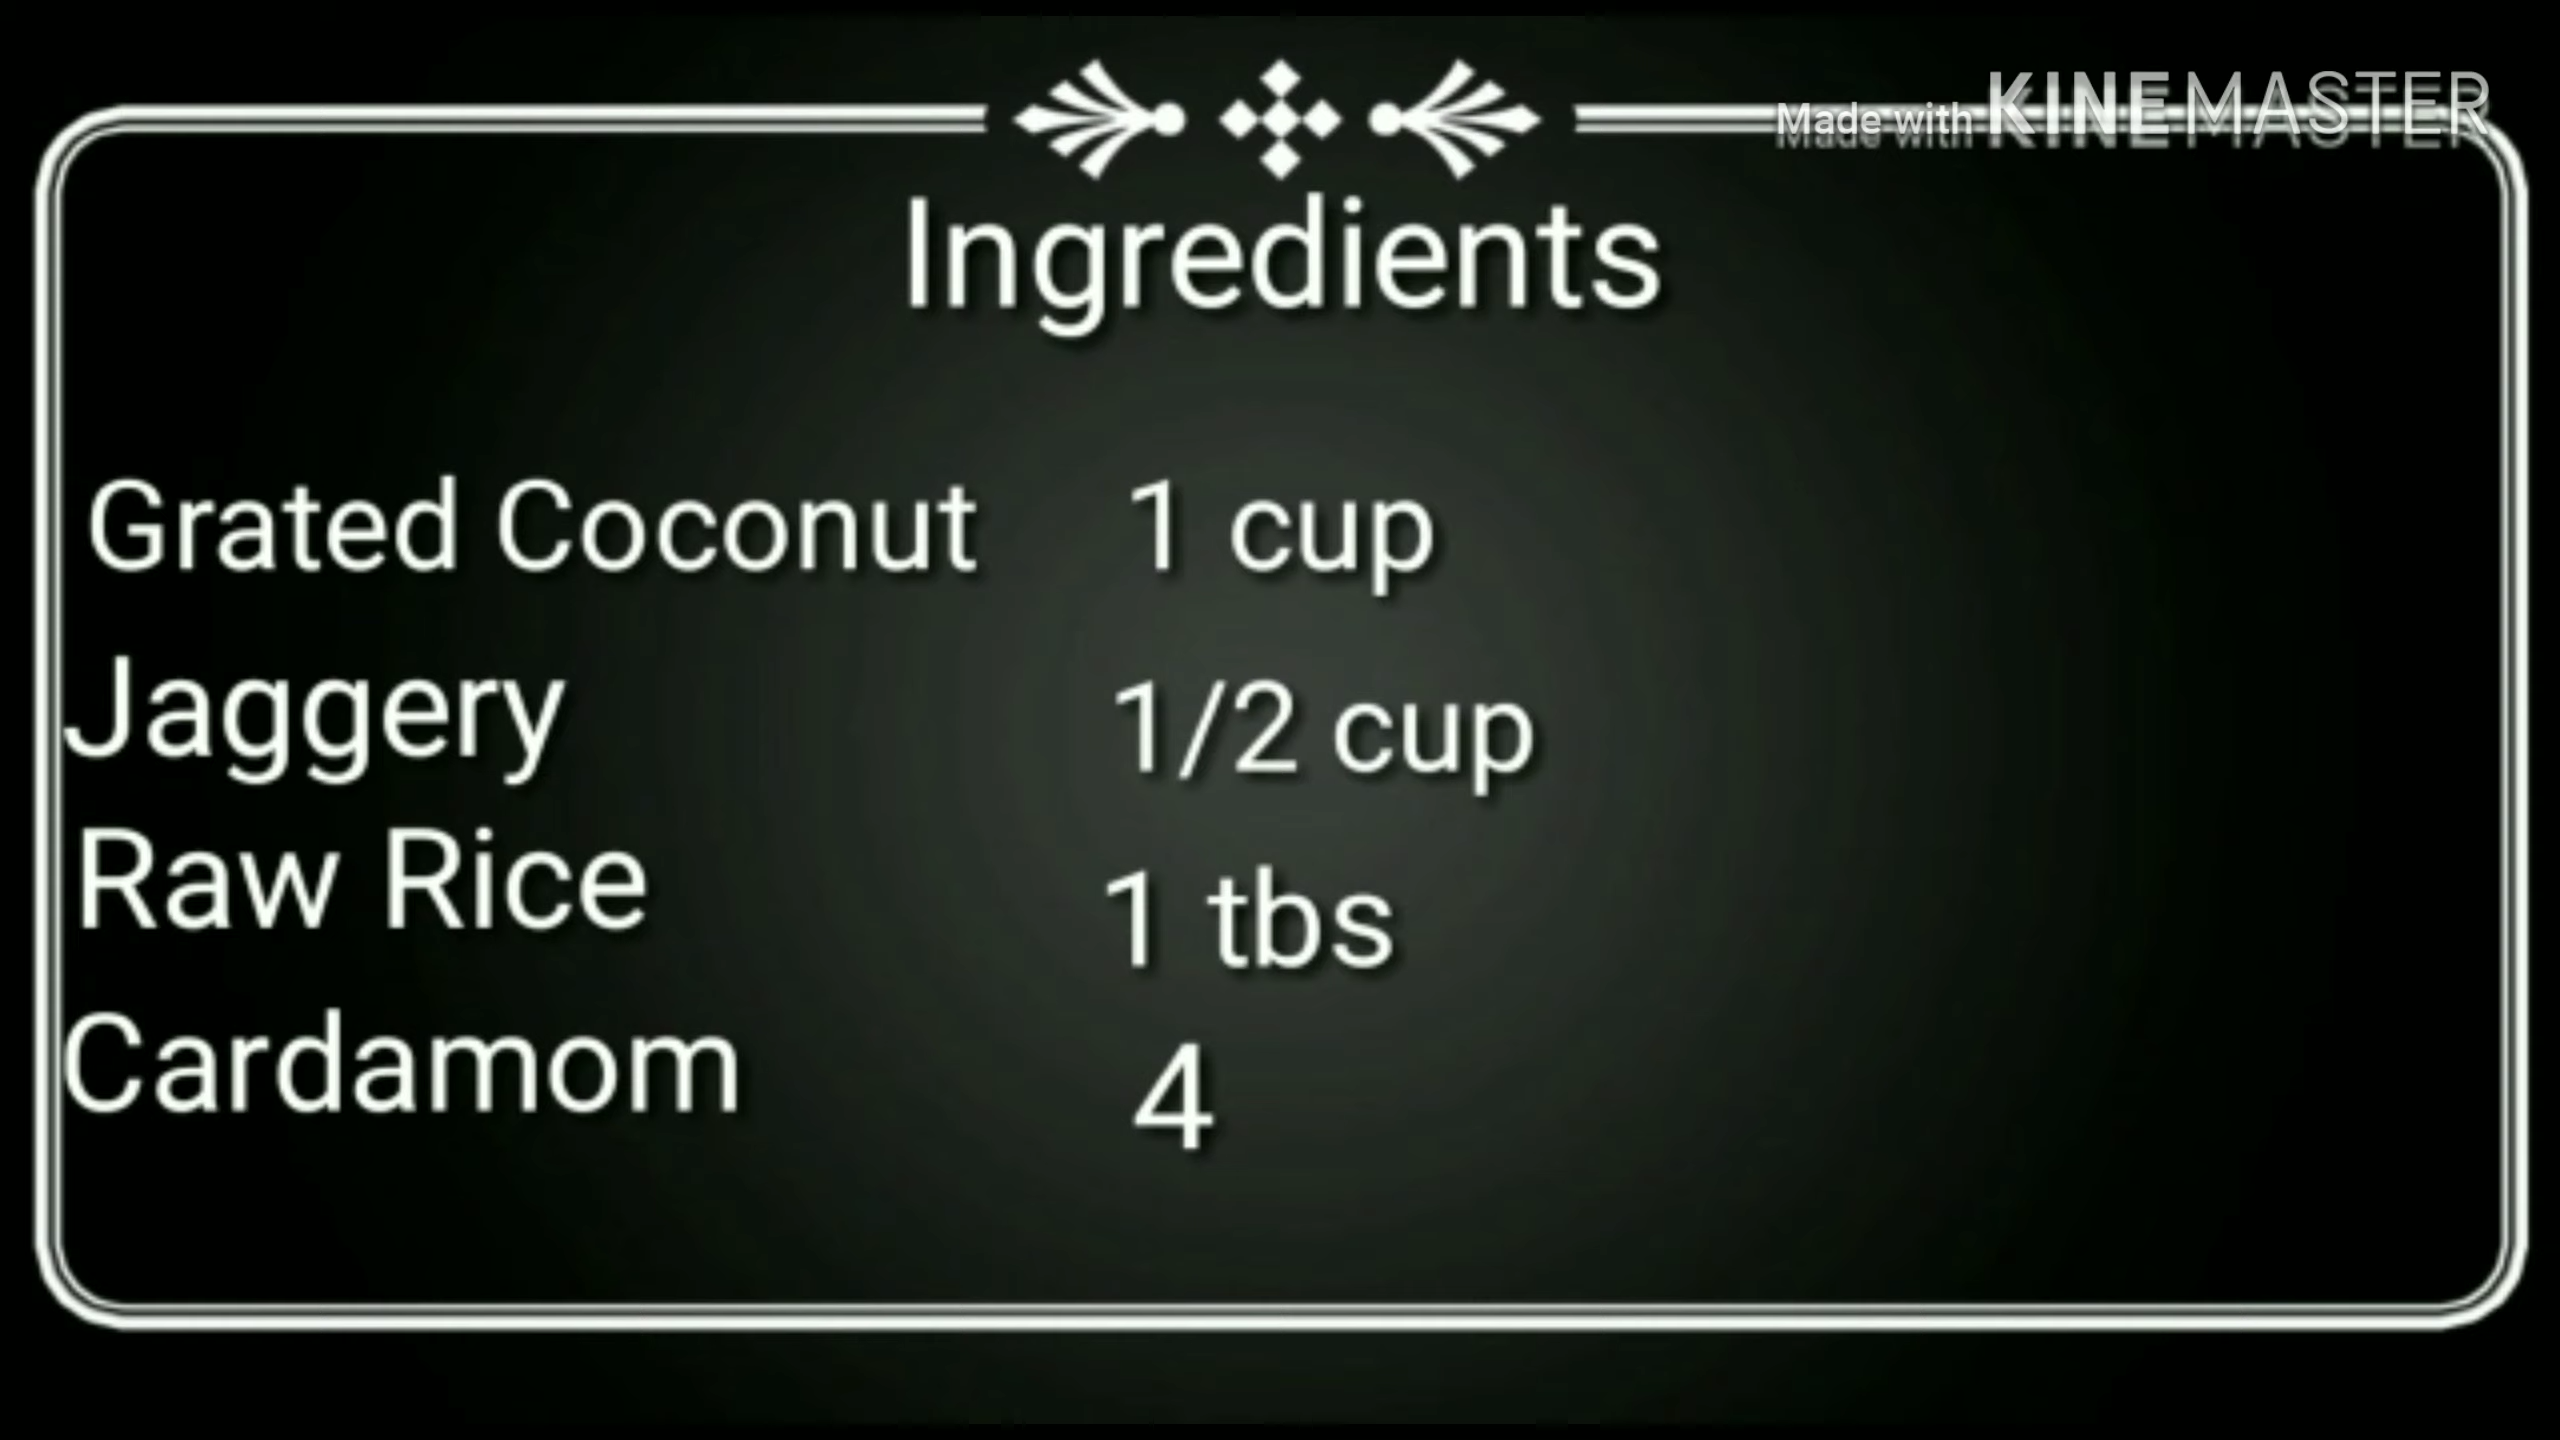 Made with KINEMASTER
Ingredients
Grated Coconut 1 cup
Jaggery 1/2 cup
Raw Rice 1 tbs
Cardamom 4